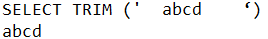 SELECT TRIM ('  abcd    ‘)
abcd